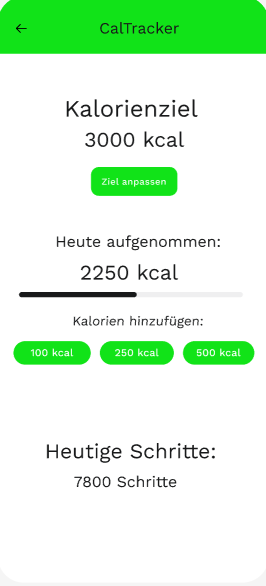 CalTracker
Kalorienziel
3000 kcal
Ziel anpassen
Heute aufgenommen:
2250 kcal
Kalorien hinzufügen:
100 kcal 250 kcal 500 kcal
Heutige Schritte:
7800 Schritte